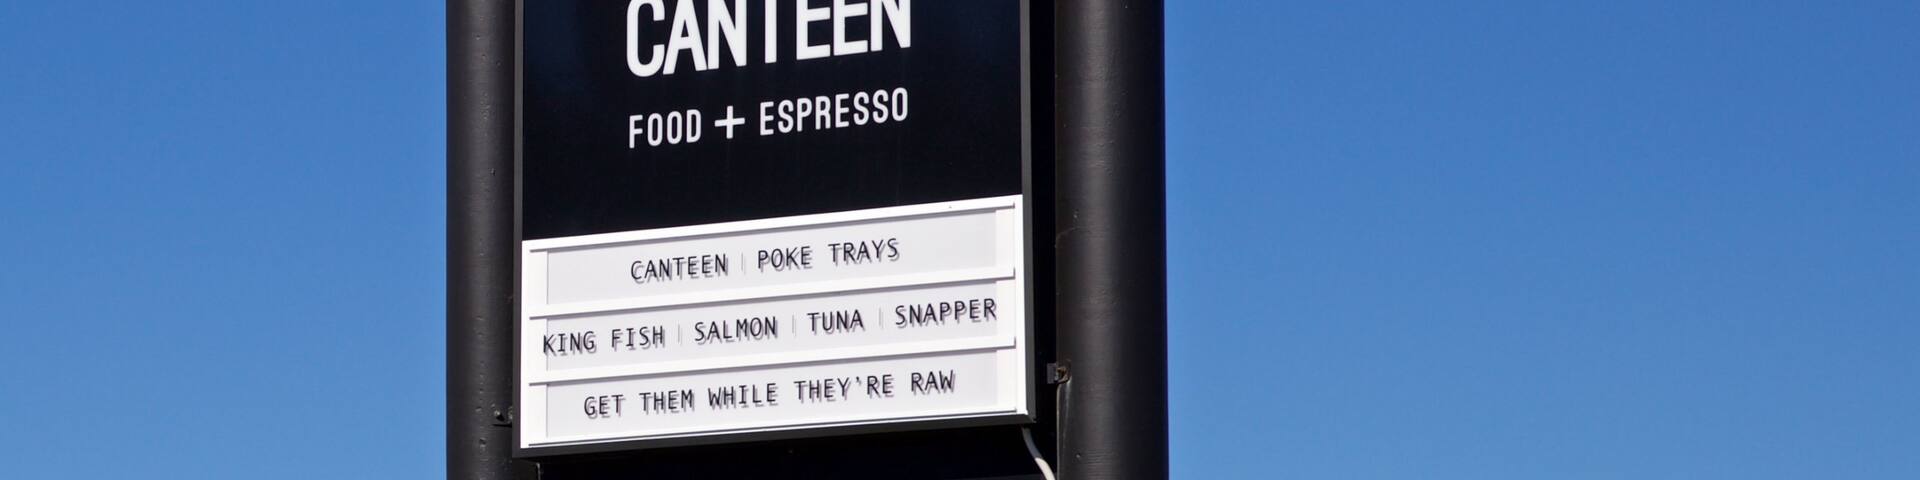 CANTEEN
FOOD + ESPRESSO
CANTEEN | POKE TRAYS
KING FISH | SALMON | TUNA | SNAPPER
GET THEM WHILE THEY'RE RAW